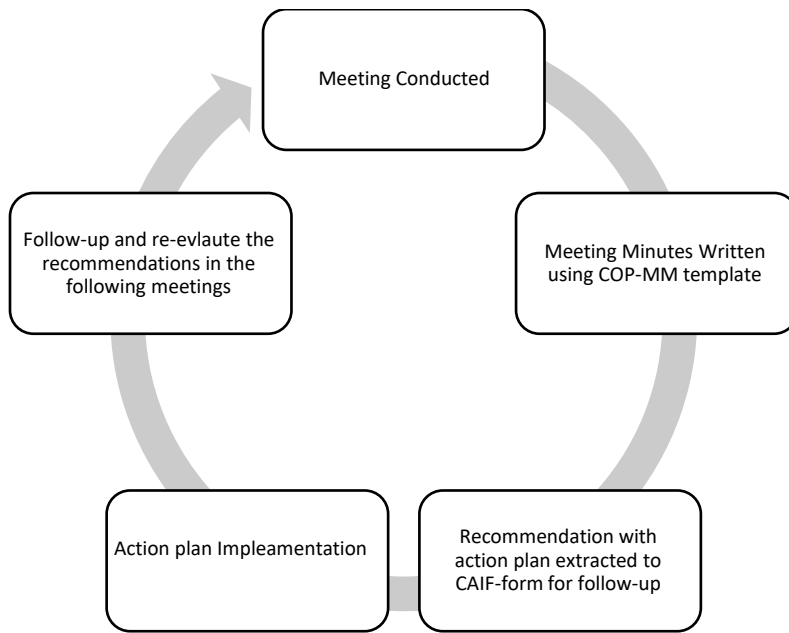 Meeting Conducted
Meeting Minutes Written
using COP-MM template
Recommendation with
action plan extracted to
CAIF-form for follow-up
Action plan Impleamentation
Follow-up and re-evlaute the
recommendations in the
following meetings